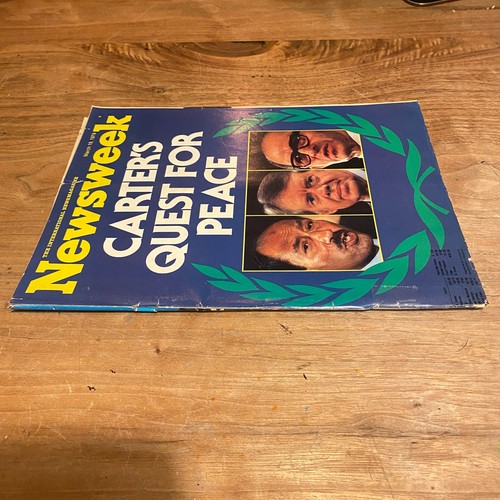 THE INTERNATIONAL NEWSMAGAZINE
Newsweek
CARTER'S
QUEST FOR
PEACE